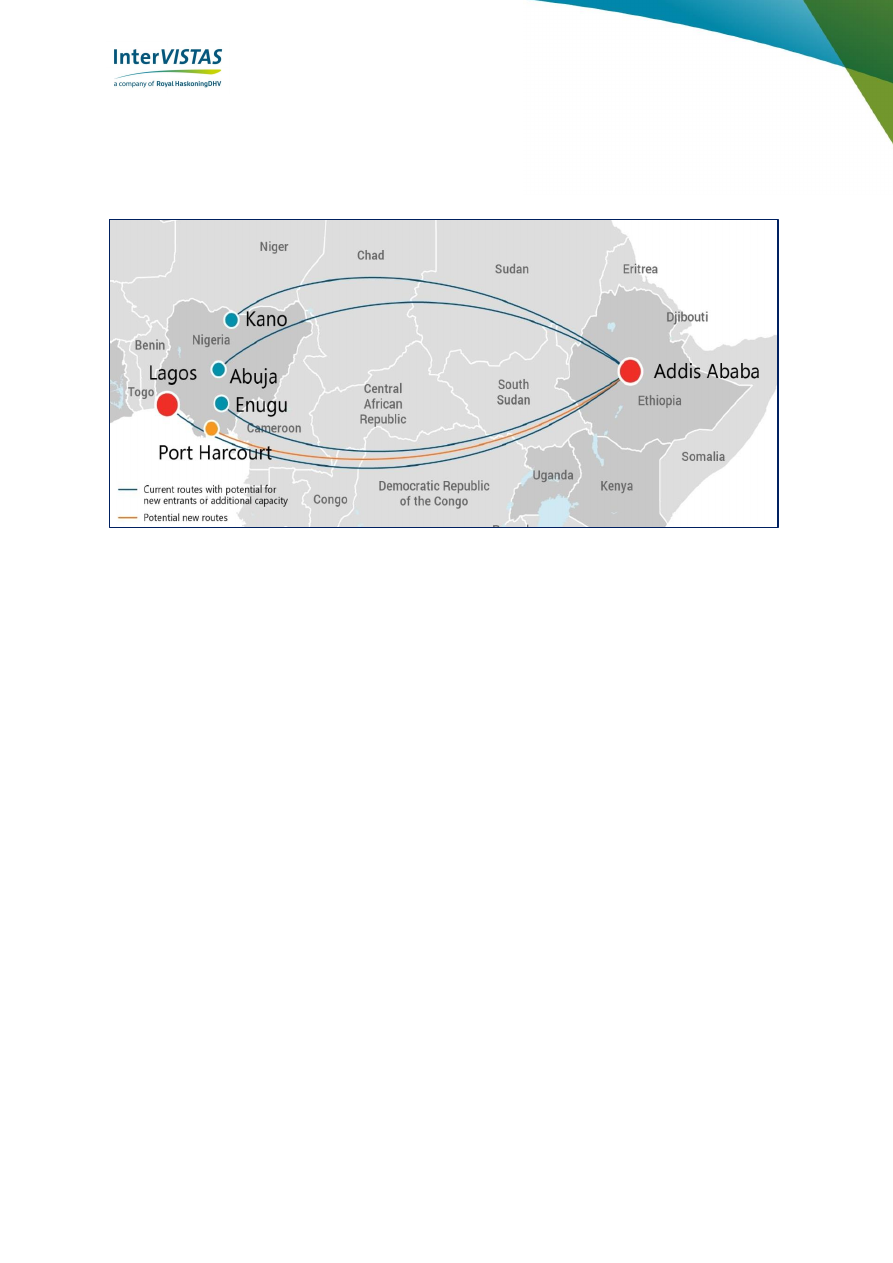 InterVISTAS
a company of Royal HaskoningDHV
Niger
Chad
Sudan
Eritrea
Djibouti
Kano
Nigeria
Benin
Lagos
Abuja
Addis Ababa
Togo
Enugu
Central
African
Republic
South
Sudan
Ethiopia
Cameroon
Port Harcourt
Somalia
Uganda
Kenya
Democratic Republic
of the Congo
Congo
Current routes with potential for
new entrants or additional capacity
Potential new routes